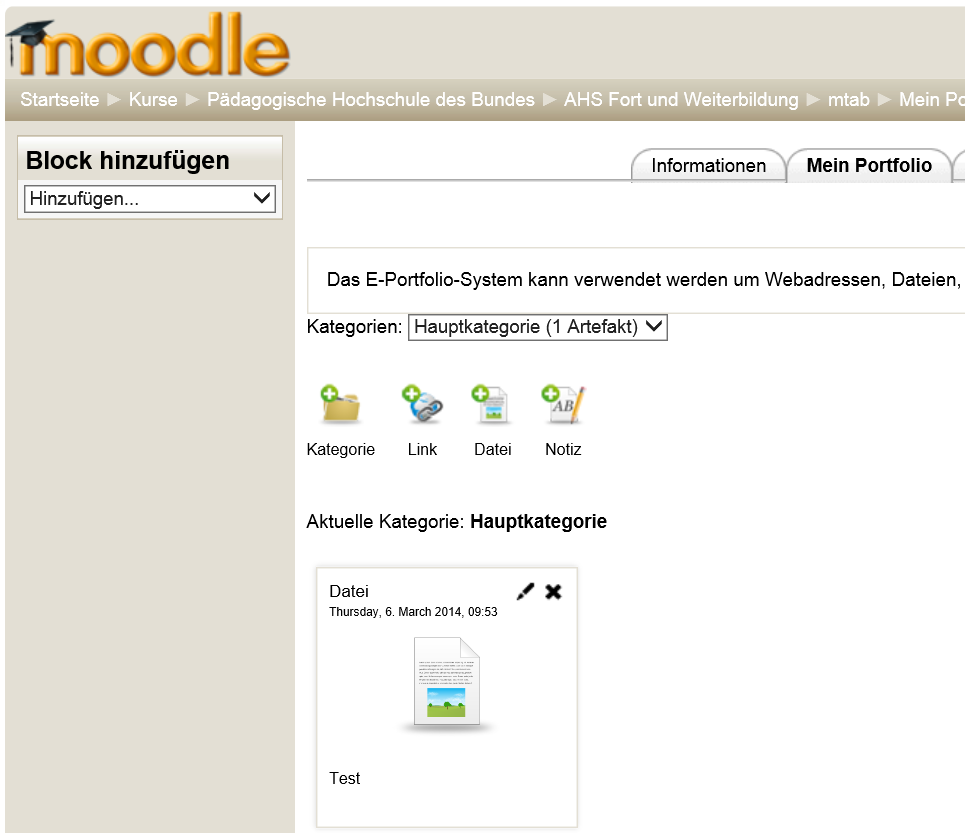 moodle
Startseite ► Kurse ► Pädagogische Hochschule des Bundes ► AHS Fort und Weiterbildung ► mtab ► Mein Po
Block hinzufügen
Hinzufügen...
Informationen
Mein Portfolio
Das E-Portfolio-System kann verwendet werden um Webadressen, Dateien,
Kategorien: Hauptkategorie (1 Artefakt)
AB
Kategorie Link Datei Notiz
Aktuelle Kategorie: Hauptkategorie
Datei
Thursday, 6. March 2014, 09:53
Test